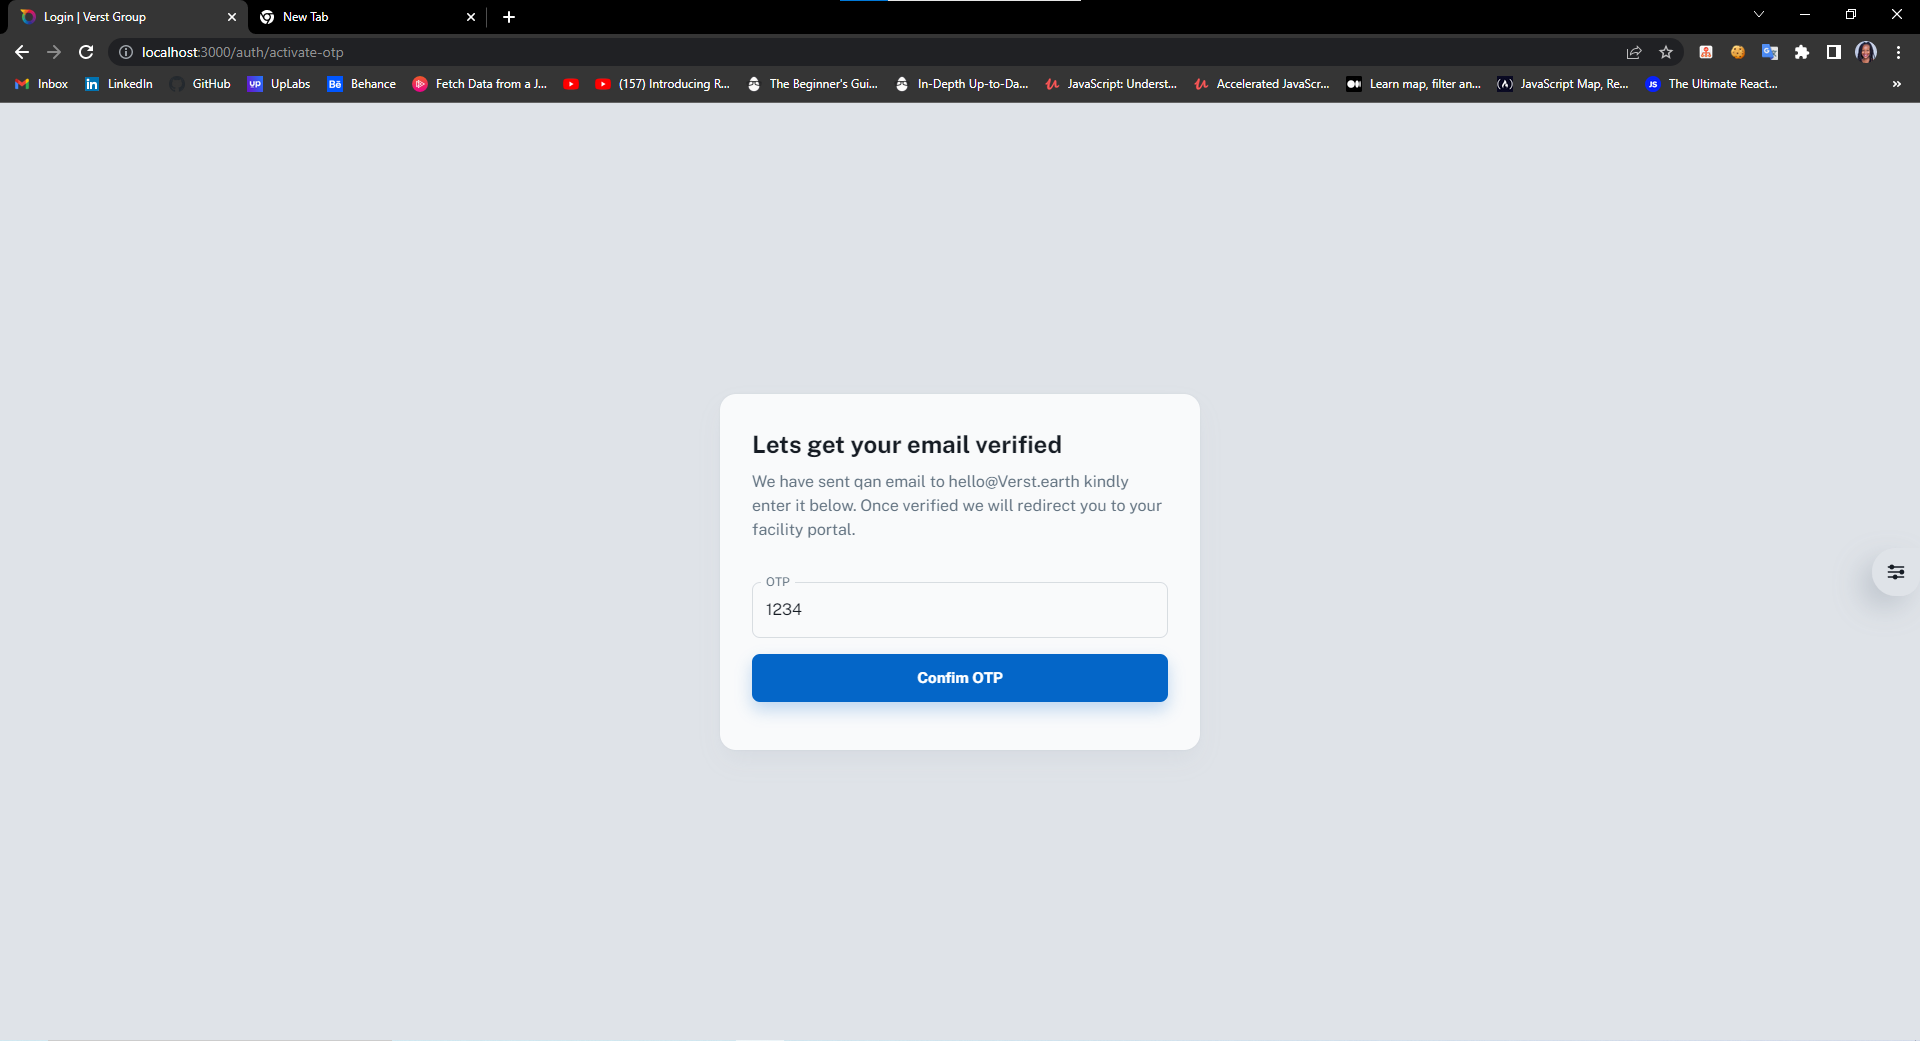 Login | Verst Group
New Tab
localhost:3000/auth/activate-otp
Inbox
LinkedIn
GitHub
UpLabs
Behance
Fetch Data from a J...
(157) Introducing R...
The Beginner's Gui...
In-Depth Up-to-Da...
JavaScript: Underst...
Accelerated JavaScr...
Learn map, filter an...
JavaScript Map, Re...
The Ultimate React...
»
Lets get your email verified
We have sent qan email to hello@Verst.earth kindly
enter it below. Once verified we will redirect you to your
facility portal.
OTP
1234
Confim OTP